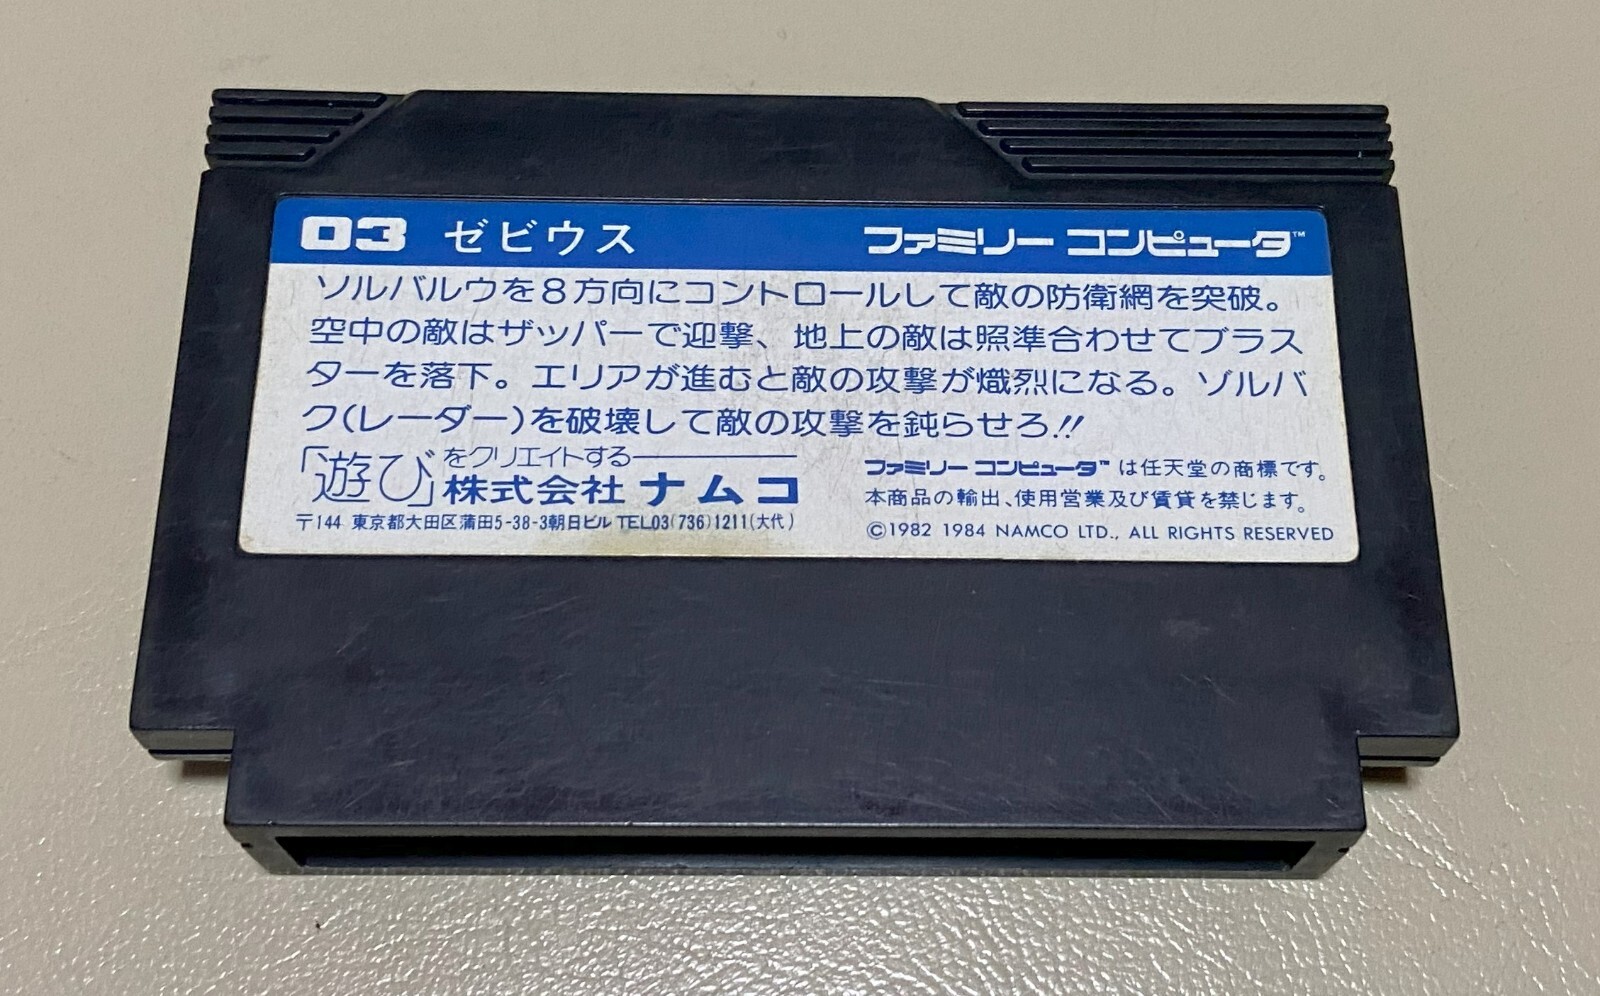 03 ゼビウス ファミリー コンピュータ™
ソルバルウを8方向にコントロールして敵の防衛網を突破。
空中の敵はザッパーで迎撃、地上の敵は照準合わせてブラス
ターを落下。エリアが進むと敵の攻撃が熾烈になる。ゾルバ
ク(レーダー)を破壊して敵の攻撃を鈍らせろ!!
「遊び」をクリエイトする
株式会社 ナムコ
〒144 東京都大田区蒲田5-38-3朝日ビル TEL03(736)1211(大代)
ファミリー コンピュータ™ は任天堂の商標です。
本商品の輸出、使用営業及び賃貸を禁じます。
©1982 1984 NAMCO LTD., ALL RIGHTS RESERVED